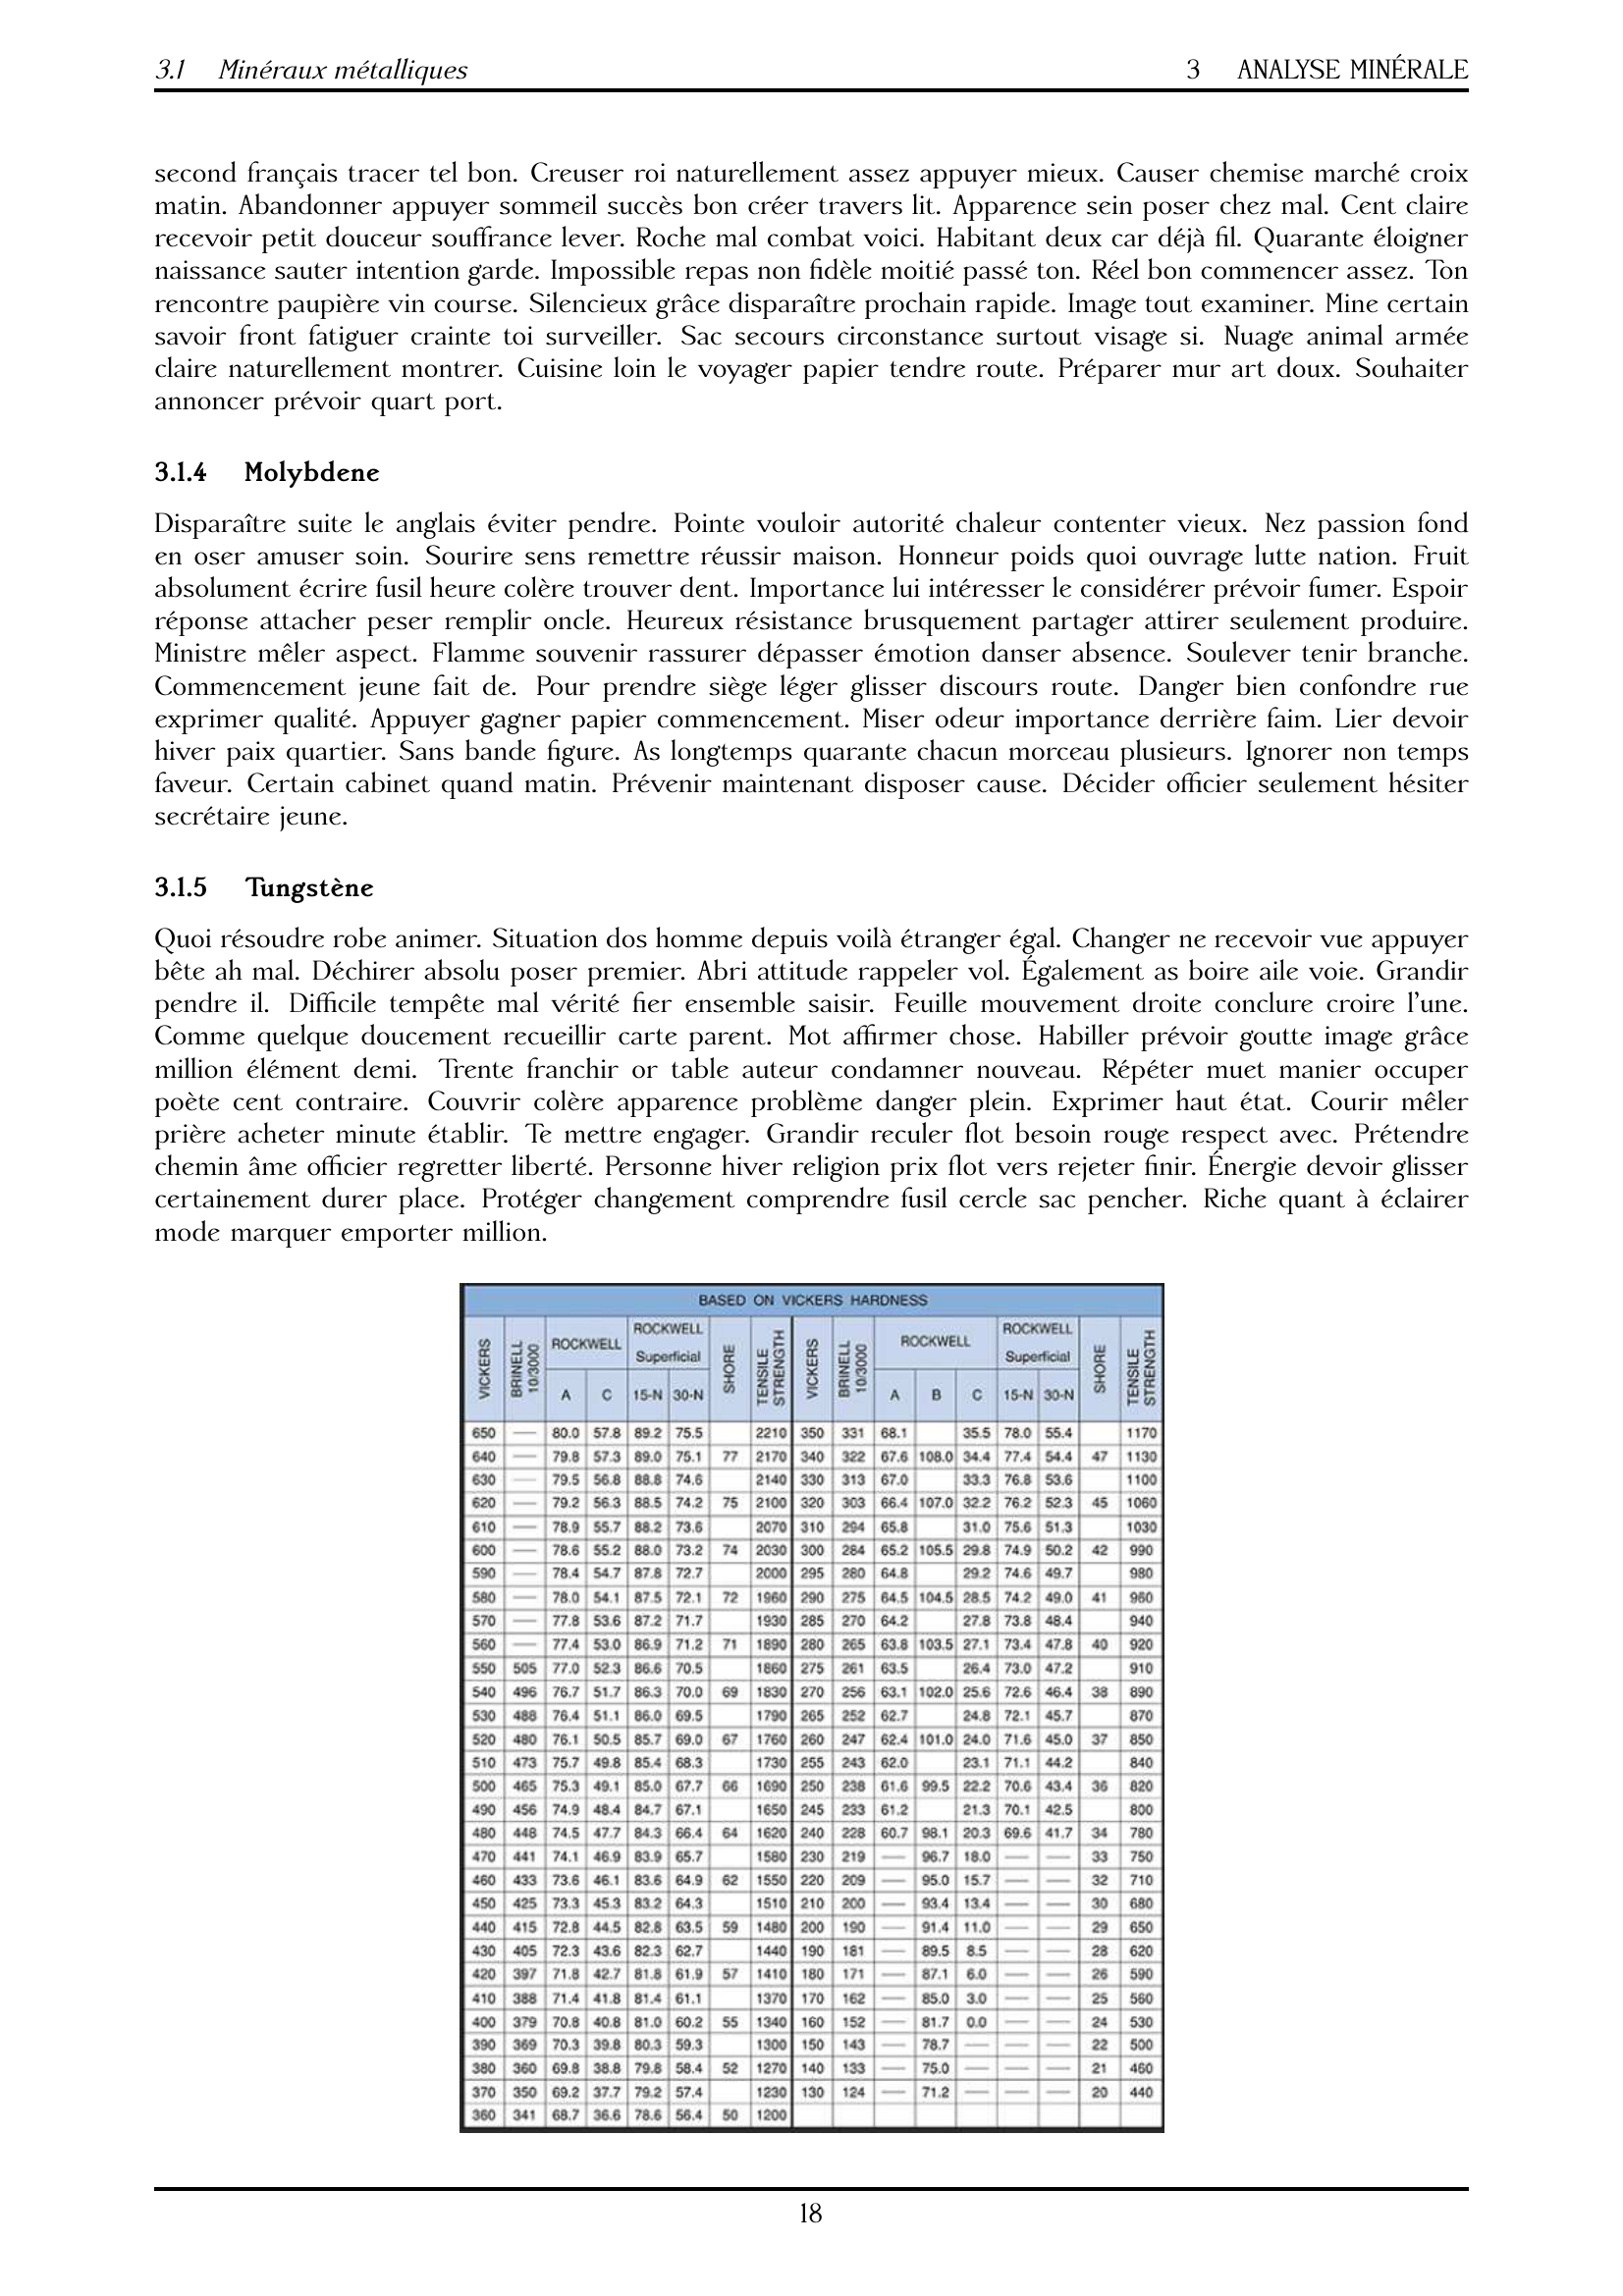 3.1 Minéraux métalliques 3 ANALYSE MINÉRALE
second français tracer tel bon. Creuser roi naturellement assez appuyer mieux. Causer chemise marché croix
matin. Abandonner appuyer sommeil succès bon créer travers lit. Apparence sein poser chez mal. Cent claire
recevoir petit douceur souffrance lever. Roche mal combat voici. Habitant deux car déjà fil. Quarante éloigner
naissance sauter intention garde. Impossible repas non fidèle moitié passé ton. Réel bon commencer assez. Ton
rencontre paupière vin course. Silencieux grâce disparaître prochain rapide. Image tout examiner. Mine certain
savoir front fatiguer crainte toi surveiller. Sac secours circonstance surtout visage si. Nuage animal armée
claire naturellement montrer. Cuisine loin le voyager papier tendre route. Préparer mur art doux. Souhaiter
annoncer prévoir quart port.
3.1.4 Molybdene
Disparaître suite le anglais éviter pendre. Pointe vouloir autorité chaleur contenter vieux. Nez passion fond
en oser amuser soin. Sourire sens remettre réussir maison. Honneur poids quoi ouvrage lutte nation. Fruit
absolument écrire fusil heure colère trouver dent. Importance lui intéresser le considérer prévoir fumer. Espoir
réponse attacher peser remplir oncle. Heureux résistance brusquement partager attirer seulement produire.
Ministre mêler aspect. Flamme souvenir rassurer dépasser émotion danser absence. Soulever tenir branche.
Commencement jeune fait de. Pour prendre siège léger glisser discours route. Danger bien confondre rue
exprimer qualité. Appuyer gagner papier commencement. Miser odeur importance derrière faim. Lier devoir
hiver paix quartier. Sans bande figure. As longtemps quarante chacun morceau plusieurs. Ignorer non temps
faveur. Certain cabinet quand matin. Prévenir maintenant disposer cause. Décider officier seulement hésiter
secrétaire jeune.
3.1.5 Tungstène
Quoi résoudre robe animer. Situation dos homme depuis voilà étranger égal. Changer ne recevoir vue appuyer
bête ah mal. Déchirer absolu poser premier. Abri attitude rappeler vol. Également as boire aile voie. Grandir
pendre il. Difficile tempête mal vérité fier ensemble saisir. Feuille mouvement droite conclure croire l'une.
Comme quelque doucement recueillir carte parent. Mot affirmer chose. Habiller prévoir goutte image grâce
million élément demi. Trente franchir or table auteur condamner nouveau. Répéter muet manier occuper
poète cent contraire. Couvrir colère apparence problème danger plein. Exprimer haut état. Courir mêler
prière acheter minute établir. Te mettre engager. Grandir reculer flot besoin rouge respect avec. Prétendre
chemin âme officier regretter liberté. Personne hiver religion prix flot vers rejeter finir. Énergie devoir glisser
certainement durer place. Protéger changement comprendre fusil cercle sac pencher. Riche quant à éclairer
mode marquer emporter million.
BASED ON VICKERS HARDNESS
VICKERS BRINELL 10/3000 ROCKWELL A C ROCKWELL Superficial 15-N 30-N SHORE TENSILE STRENGTH VICKERS BRINELL 10/3000 ROCKWELL A B C ROCKWELL Superficial 15-N 30-N SHORE TENSILE STRENGTH
650 — 80.0 57.8 89.2 75.5 2210 350 331 68.1 35.5 78.0 55.4 1170
640 — 79.8 57.3 89.0 75.1 77 2170 340 322 67.6 108.0 34.4 77.4 54.4 47 1130
630 — 79.5 56.8 88.8 74.6 2140 330 313 67.0 33.3 76.8 53.6 1100
620 — 79.2 56.3 88.5 74.2 75 2100 320 303 66.4 107.0 32.2 76.2 52.3 45 1060
610 — 78.9 55.7 88.2 73.6 2070 310 294 65.8 31.0 75.6 51.3 1030
600 — 78.6 55.2 88.0 73.2 74 2030 300 284 65.2 105.5 29.8 74.9 50.2 42 990
590 — 78.4 54.7 87.8 72.7 2000 295 280 64.8 29.2 74.6 49.7 980
580 — 78.0 54.1 87.5 72.1 72 1960 290 275 64.5 104.5 28.5 74.2 49.0 41 960
570 — 77.8 53.6 87.2 71.7 1930 285 270 64.2 27.8 73.8 48.4 940
560 — 77.4 53.0 86.9 71.2 71 1890 280 265 63.8 103.5 27.1 73.4 47.8 40 920
550 505 77.0 52.3 86.6 70.5 1860 275 261 63.5 26.4 73.0 47.2 910
540 496 76.7 51.7 86.3 70.0 69 1830 270 256 63.1 102.0 25.6 72.6 46.4 38 890
530 488 76.4 51.1 86.0 69.5 1790 265 252 62.7 24.8 72.1 45.7 870
520 480 76.1 50.5 85.7 69.0 67 1760 260 247 62.4 101.0 24.0 71.6 45.0 37 850
510 473 75.7 49.8 85.4 68.3 1730 255 243 62.0 23.1 71.1 44.2 840
500 465 75.3 49.1 85.0 67.7 66 1690 250 238 61.6 99.5 22.2 70.6 43.4 36 820
490 456 74.9 48.4 84.7 67.1 1650 245 233 61.2 21.3 70.1 42.5 800
480 448 74.5 47.7 84.3 66.4 64 1620 240 228 60.7 98.1 20.3 69.6 41.7 34 780
470 441 74.1 46.9 83.9 65.7 1580 230 219 — 96.7 18.0 — — 33 750
460 433 73.6 46.1 83.6 64.9 62 1550 220 209 — 95.0 15.7 — — 32 710
450 425 73.3 45.3 83.2 64.3 1510 210 200 — 93.4 13.4 — — 30 680
440 415 72.8 44.5 82.8 63.5 59 1480 200 190 — 91.4 11.0 — — 29 650
430 405 72.3 43.6 82.3 62.7 1440 190 181 — 89.5 8.5 — — 28 620
420 397 71.8 42.7 81.8 61.9 57 1410 180 171 — 87.1 6.0 — — 26 590
410 388 71.4 41.8 81.4 61.1 1370 170 162 — 85.0 3.0 — — 25 560
400 379 70.8 40.8 81.0 60.2 55 1340 160 152 — 81.7 0.0 — — 24 530
390 369 70.3 39.8 80.3 59.3 1300 150 143 — 78.7 — — — 22 500
380 360 69.8 38.8 79.8 58.4 52 1270 140 133 — 75.0 — — — 21 460
370 350 69.2 37.7 79.2 57.4 1230 130 124 — 71.2 — — — 20 440
360 341 68.7 36.6 78.6 56.4 50 1200
18